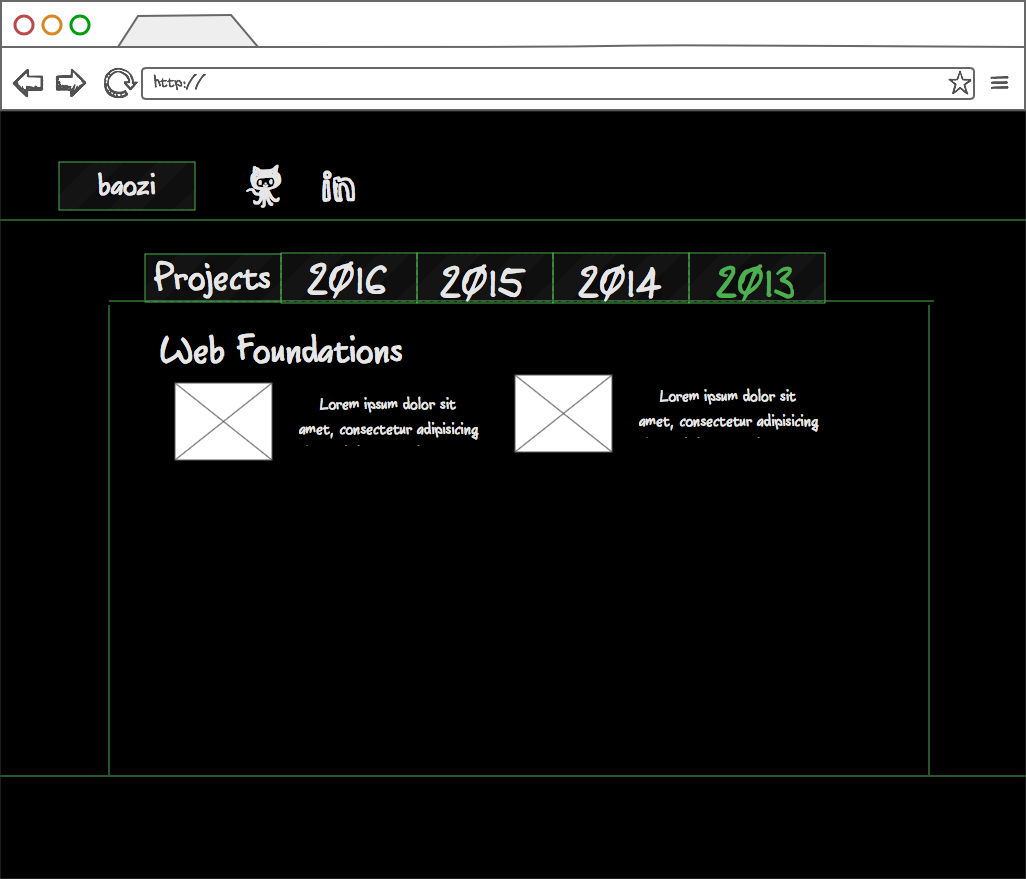 http://
baozi
in
Projects 2016 2015 2014 2013
Web Foundations
Lorem ipsum dolor sit
amet, consectetur adipisicing
Lorem ipsum dolor sit
amet, consectetur adipisicing